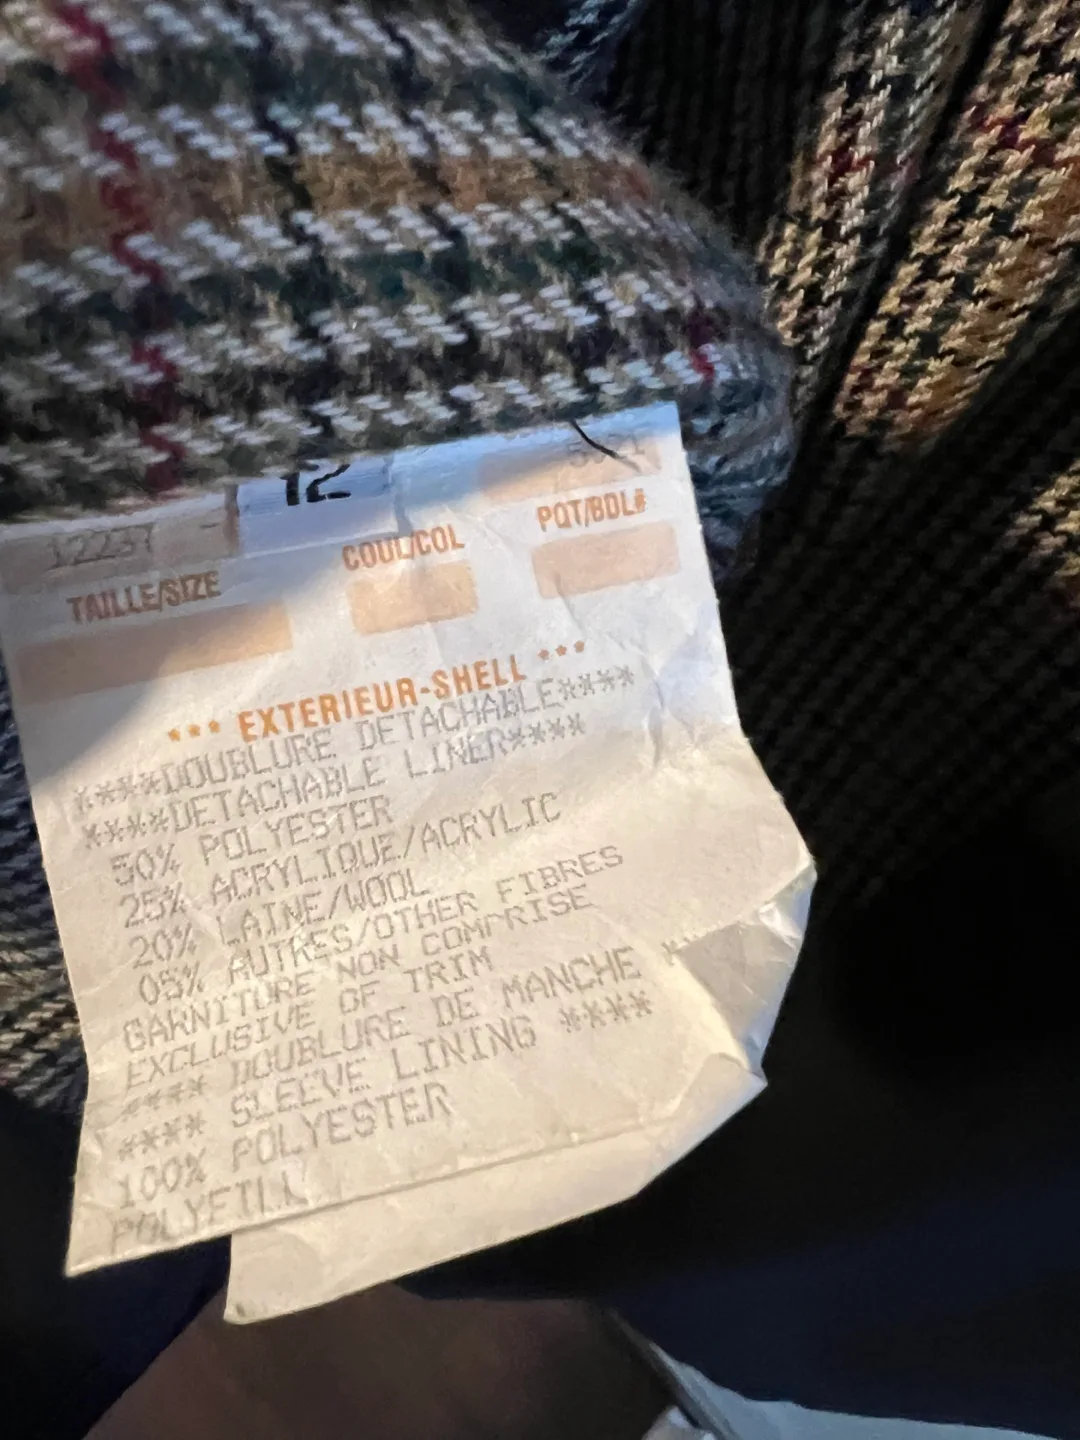 12
12237
TAILLE/SIZE COUL/COL PQT/BDL#
*** EXTERIEUR-SHELL ***
****DOUBLURE DETACHABLE****
****DETACHABLE LINER****
50% POLYESTER
25% ACRYLIQUE/ACRYLIC
20% LAINE/WOOL
05% AUTRES/OTHER FIBRES
GARNITURE NON COMPRISE
EXCLUSIVE OF TRIM
**** DOUBLURE DE MANCHE
**** SLEEVE LINING ****
100% POLYESTER
POLYFILL